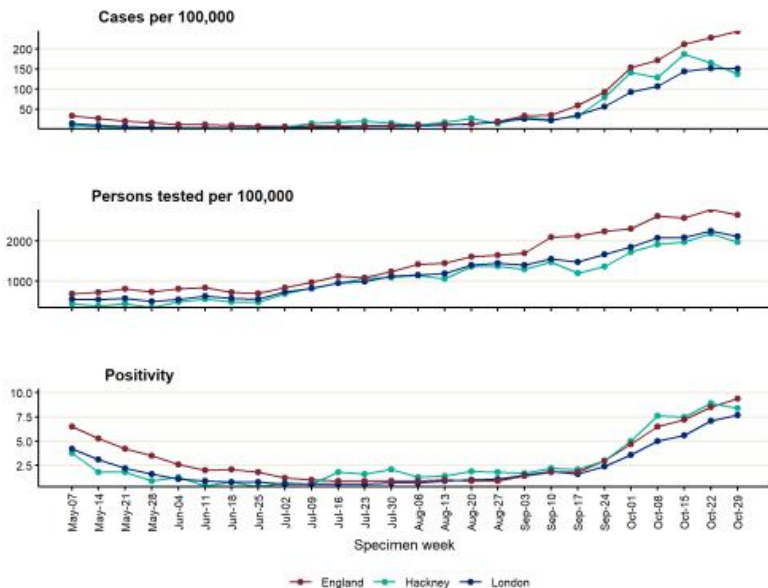 Cases per 100,000
200
150
100
50
Persons tested per 100,000
2000
1000
Positivity
10.0
7.5
5.0
2.5
May-07 May-14 May-21 May-28 Jun-04 Jun-11 Jun-18 Jun-25 Jul-02 Jul-09 Jul-16 Jul-23 Jul-30 Aug-06 Aug-13 Aug-20 Aug-27 Sep-03 Sep-10 Sep-17 Sep-24 Oct-01 Oct-08 Oct-15 Oct-22 Oct-29
Specimen week
England Hackney London